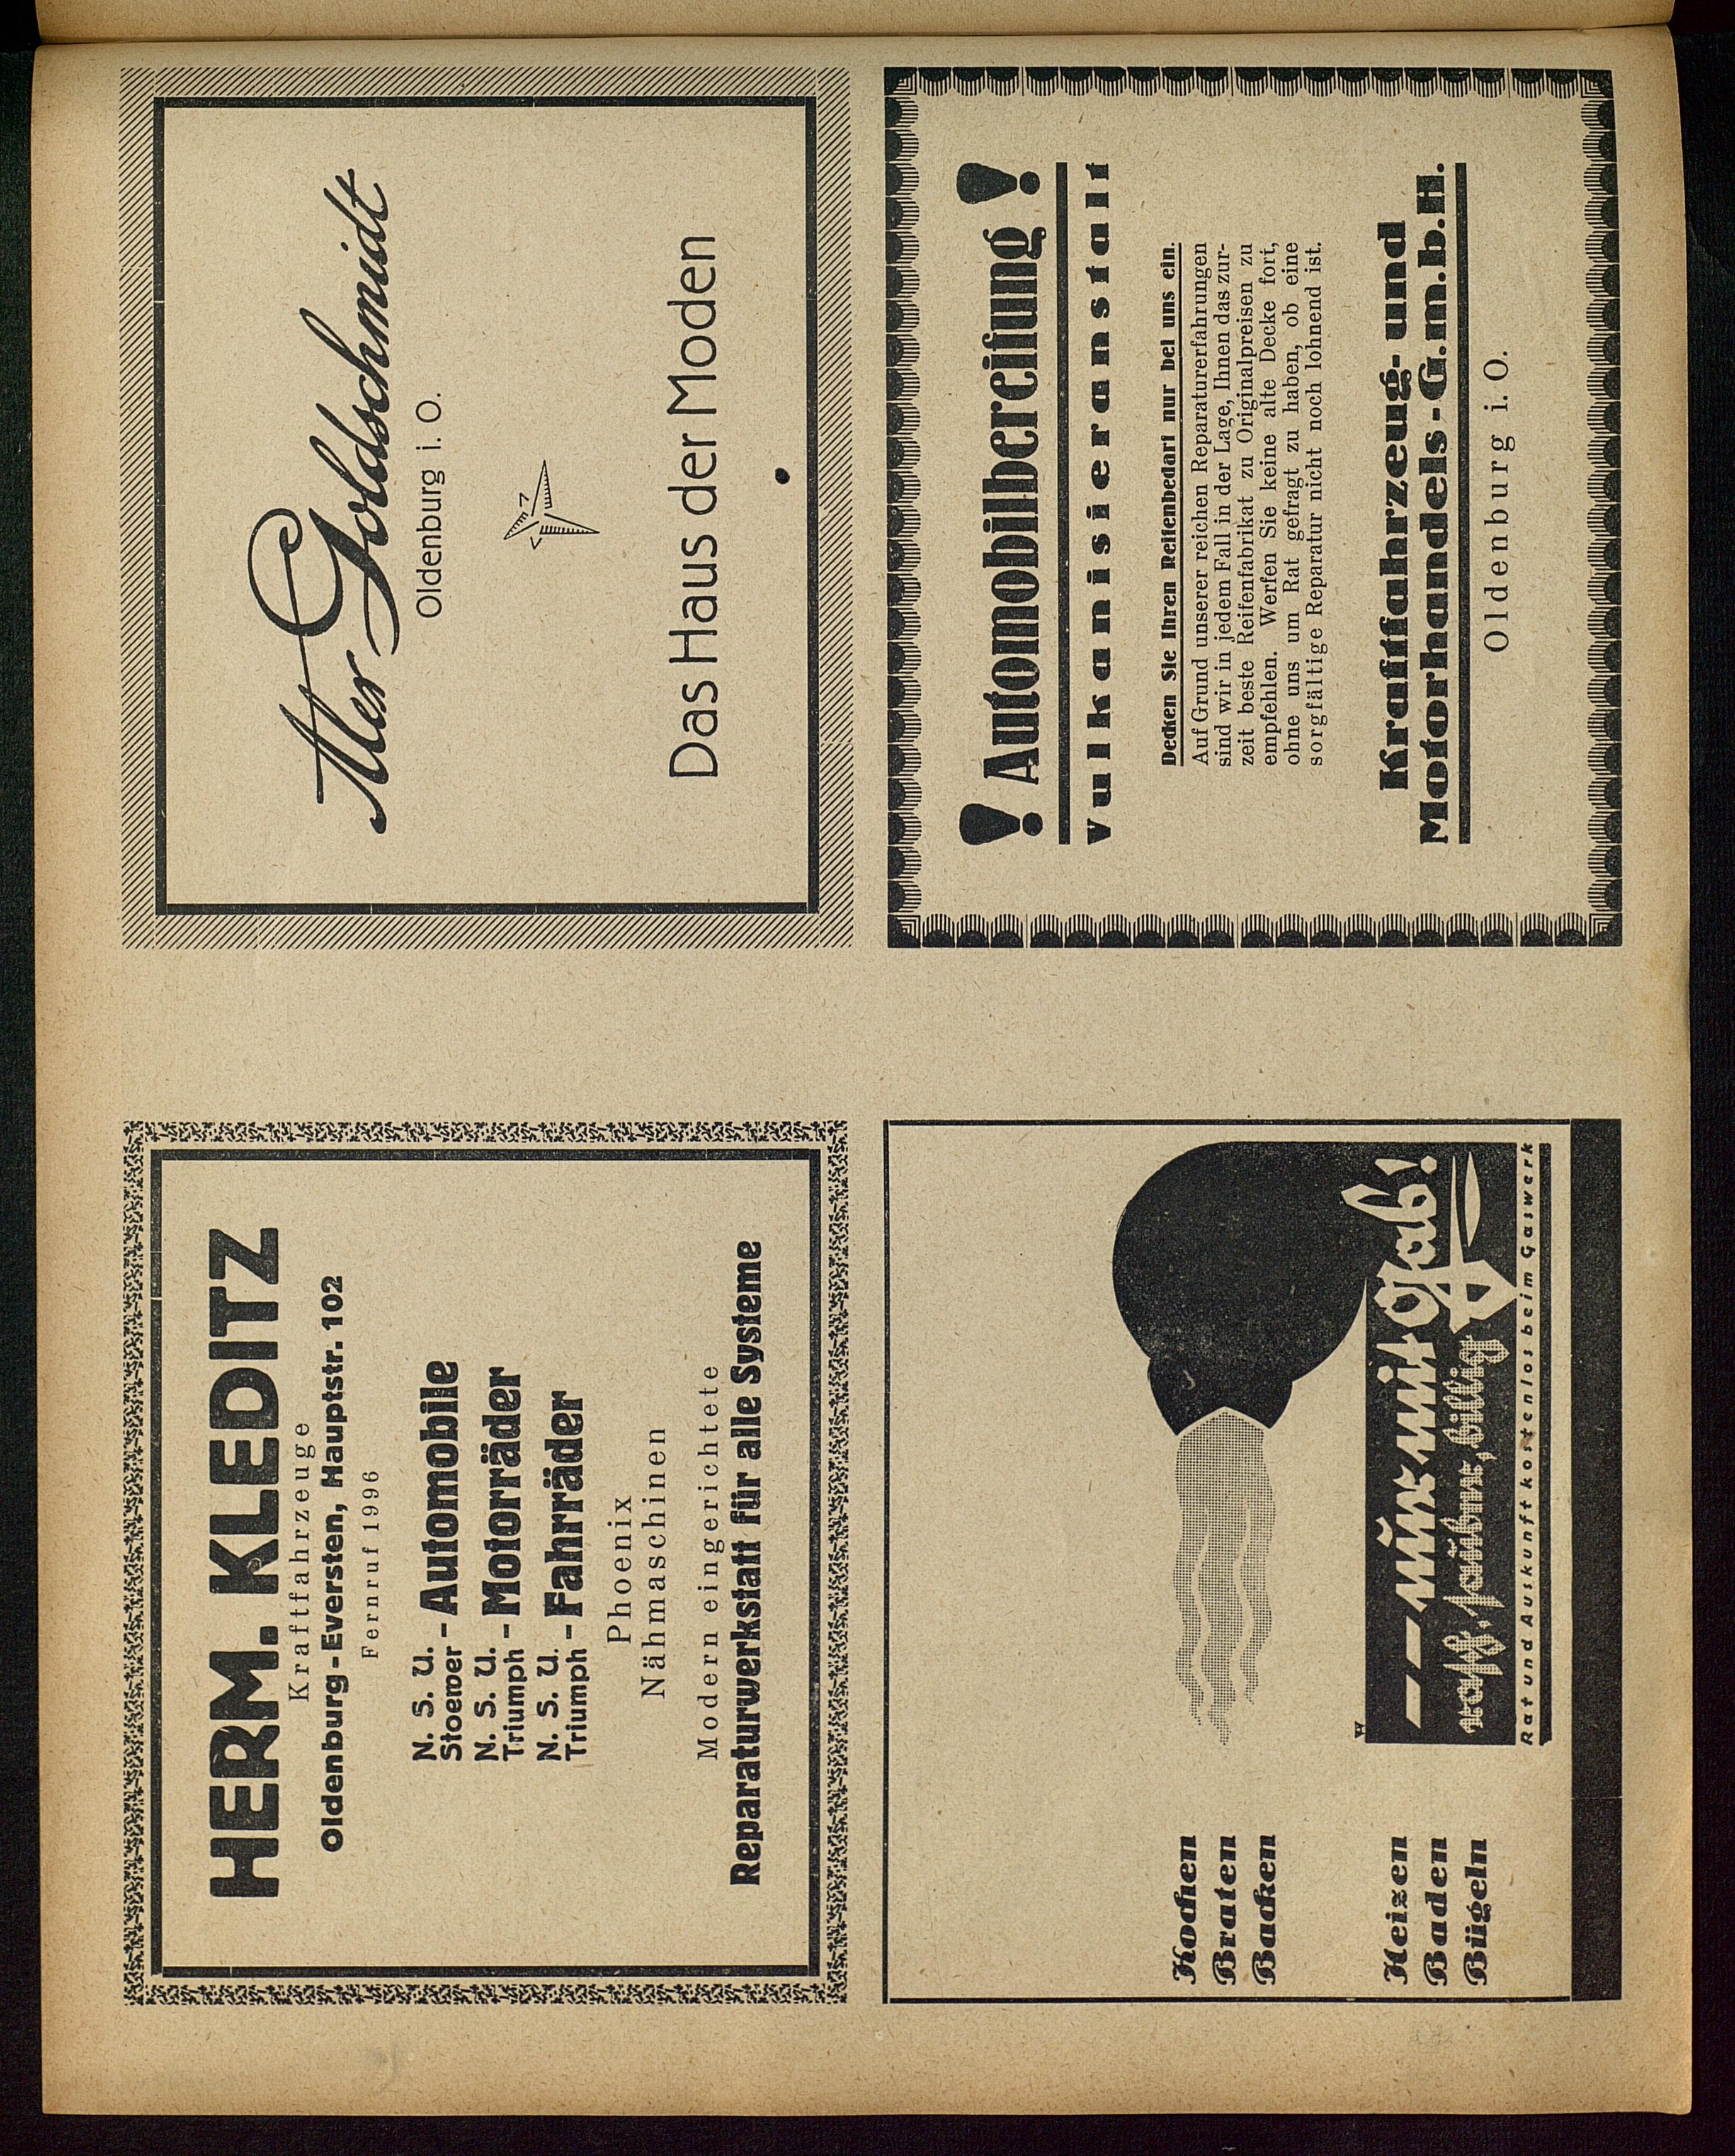 HERM. KLEDITZ
Kraftfahrzeuge
Oldenburg-Eversten, Hauptstr. 102
Fernruf 1996
N. S. U.
Stoewer - Automobile
N. S. U.
Triumph - Motorräder
N. S. U.
Triumph - Fahrräder
Phoenix
Nähmaschinen
Modern eingerichtete
Reparaturwerkstatt für alle Systeme
Alex Goldschmidt
Oldenburg i. O.
Das Haus der Moden
Kochen
Braten
Backen
Heizen
Baden
Bügeln
W
-- nur mit Gas!
rasch, sauber, billig
Rat und Auskunft kostenlos beim Gaswerk
! Automobilbereifung !
Vulkanisieranstalt
Decken Sie Ihren Reifenbedarf nur bei uns ein.
Auf Grund unserer reichen Reparaturerfahrungen
sind wir in jedem Fall in der Lage, Ihnen das zur-
zeit beste Reifenfabrikat zu Originalpreisen zu
empfehlen. Werfen Sie keine alte Decke fort,
ohne uns um Rat gefragt zu haben, ob eine
sorgfältige Reparatur nicht noch lohnend ist.
Kraftfahrzeug- und
Motorhandels-G.m.b.H.
Oldenburg i. O.